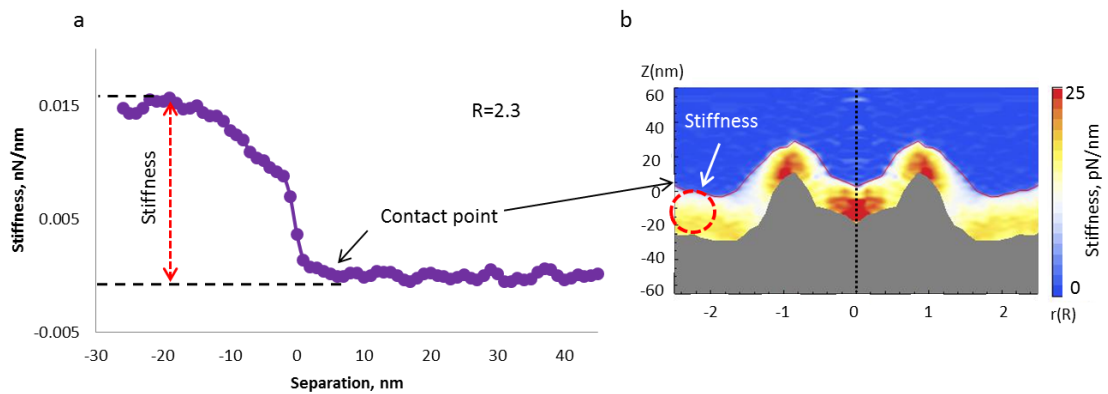 a
Stiffness, nN/nm
0.015
0.005
-0.005
-30
-20
-10
0
10
20
30
40
Separation, nm
R=2.3
Stiffness
Contact point
b
Z(nm)
60
40
20
0
-20
-40
-60
-2
-1
0
1
2
r(R)
Stiffness
25
0
Stiffness, pN/nm